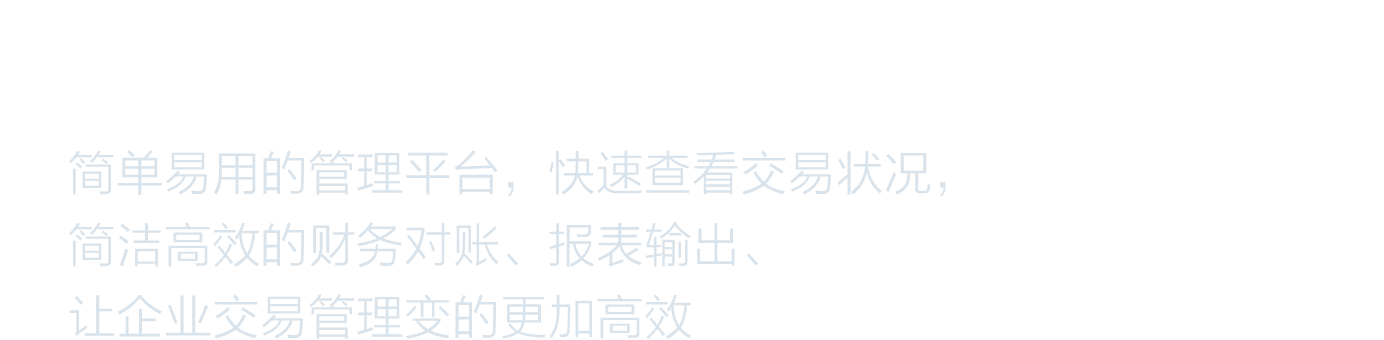 简单易用的管理平台，快速查看交易状况，
简洁高效的财务对账、报表输出、
让企业交易管理变的更加高效